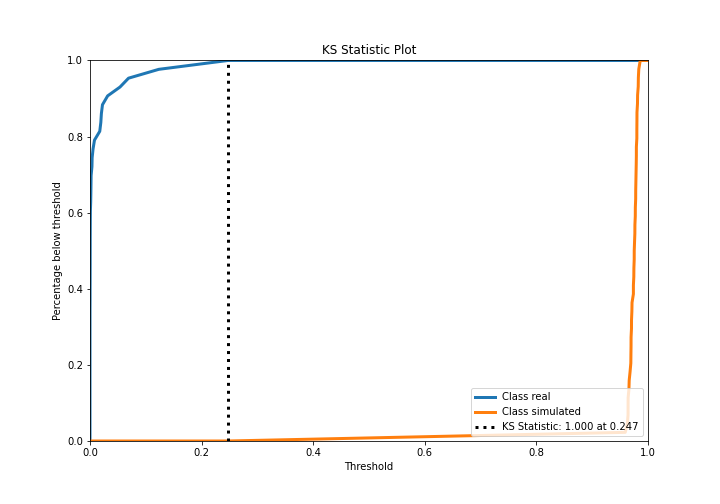 KS Statistic Plot
Percentage below threshold
1.0
0.8
0.6
0.4
0.2
0.0
Class real
Class simulated
KS Statistic: 1.000 at 0.247
0.0 0.2 0.4 0.6 0.8 1.0
Threshold